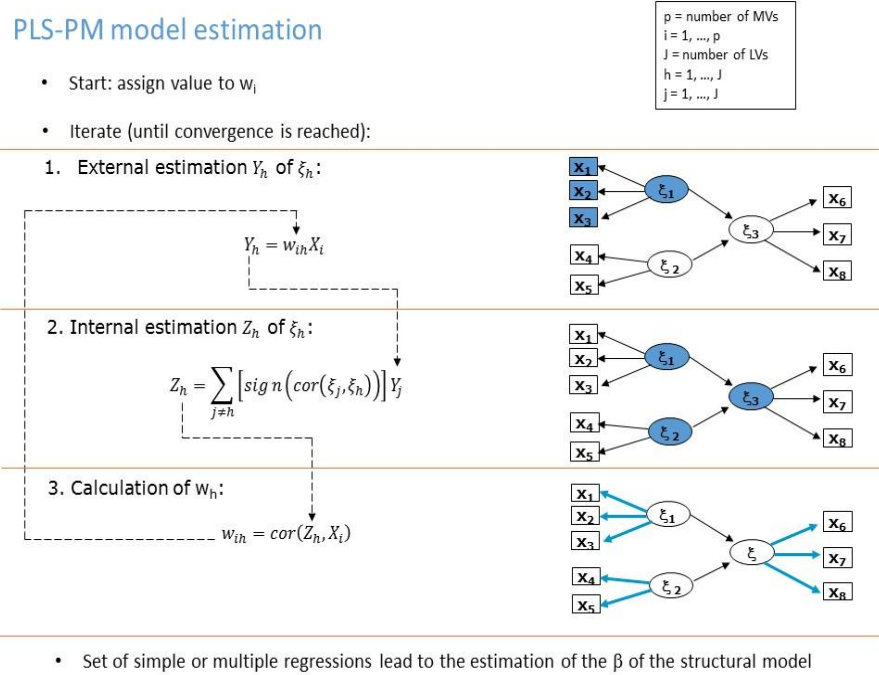 PLS-PM model estimation
p = number of MVs
i = 1, ..., p
J = number of LVs
h = 1, ..., J
j = 1, ..., J
• Start: assign value to wᵢ
• Iterate (until convergence is reached):
1. External estimation Yₕ of ξₕ:
Yₕ = wᵢₕXᵢ
X₁
X₂
X₃
X₄
X₅
ξ₁
ξ₂
ξ₃
X₆
X₇
X₈
2. Internal estimation Zₕ of ξₕ:
Zₕ = ∑ j≠h [sign(cor(ξⱼ,ξₕ))] Yⱼ
X₁
X₂
X₃
X₄
X₅
ξ₁
ξ₂
ξ₃
X₆
X₇
X₈
3. Calculation of wₕ:
wᵢₕ = cor(Zₕ, Xᵢ)
X₁
X₂
X₃
X₄
X₅
ξ₁
ξ₂
ξ
X₆
X₇
X₈
• Set of simple or multiple regressions lead to the estimation of the β of the structural model